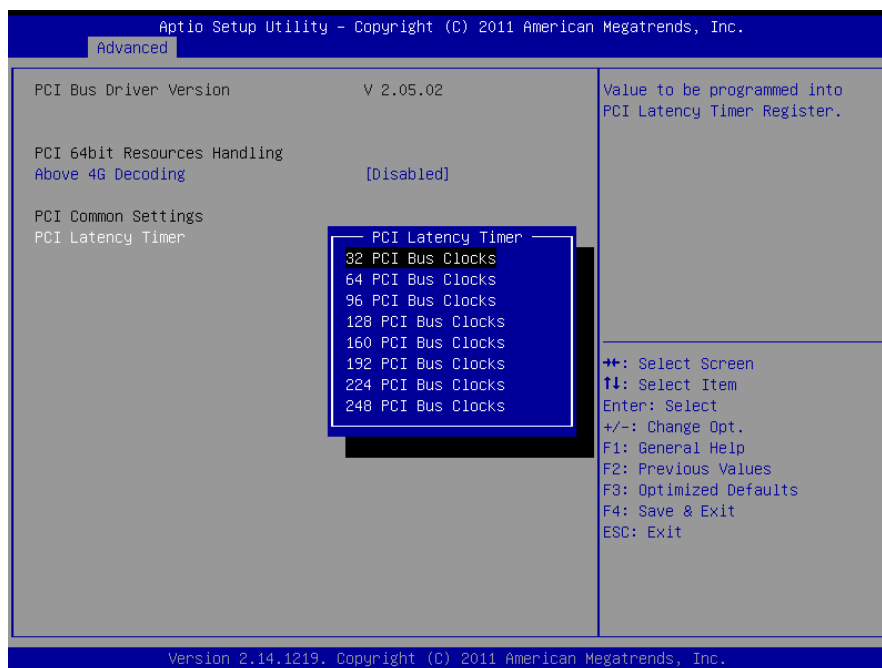 Aptio Setup Utility – Copyright (C) 2011 American Megatrends, Inc.
Advanced
PCI Bus Driver Version V 2.05.02
PCI 64bit Resources Handling
Above 4G Decoding [Disabled]
PCI Common Settings
PCI Latency Timer
PCI Latency Timer
32 PCI Bus Clocks
64 PCI Bus Clocks
96 PCI Bus Clocks
128 PCI Bus Clocks
160 PCI Bus Clocks
192 PCI Bus Clocks
224 PCI Bus Clocks
248 PCI Bus Clocks
Value to be programmed into
PCI Latency Timer Register.
→←: Select Screen
↑↓: Select Item
Enter: Select
+/-: Change Opt.
F1: General Help
F2: Previous Values
F3: Optimized Defaults
F4: Save & Exit
ESC: Exit
Version 2.14.1219. Copyright (C) 2011 American Megatrends, Inc.